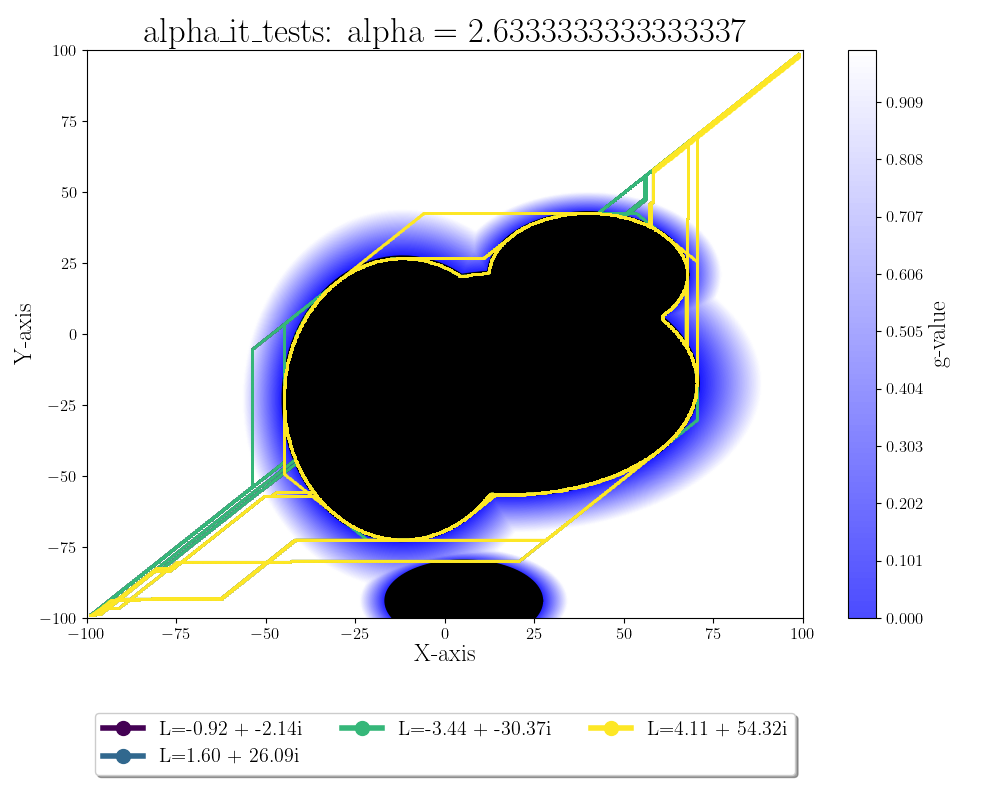 alpha_it_tests: alpha = 2.6333333333333337
100
75
50
25
0
−25
−50
−75
−100
Y-axis
−100 −75 −50 −25 0 25 50 75 100
X-axis
0.909
0.808
0.707
0.606
0.505
0.404
0.303
0.202
0.101
0.000
g-value
L=-0.92 + -2.14i L=-3.44 + -30.37i L=4.11 + 54.32i
L=1.60 + 26.09i